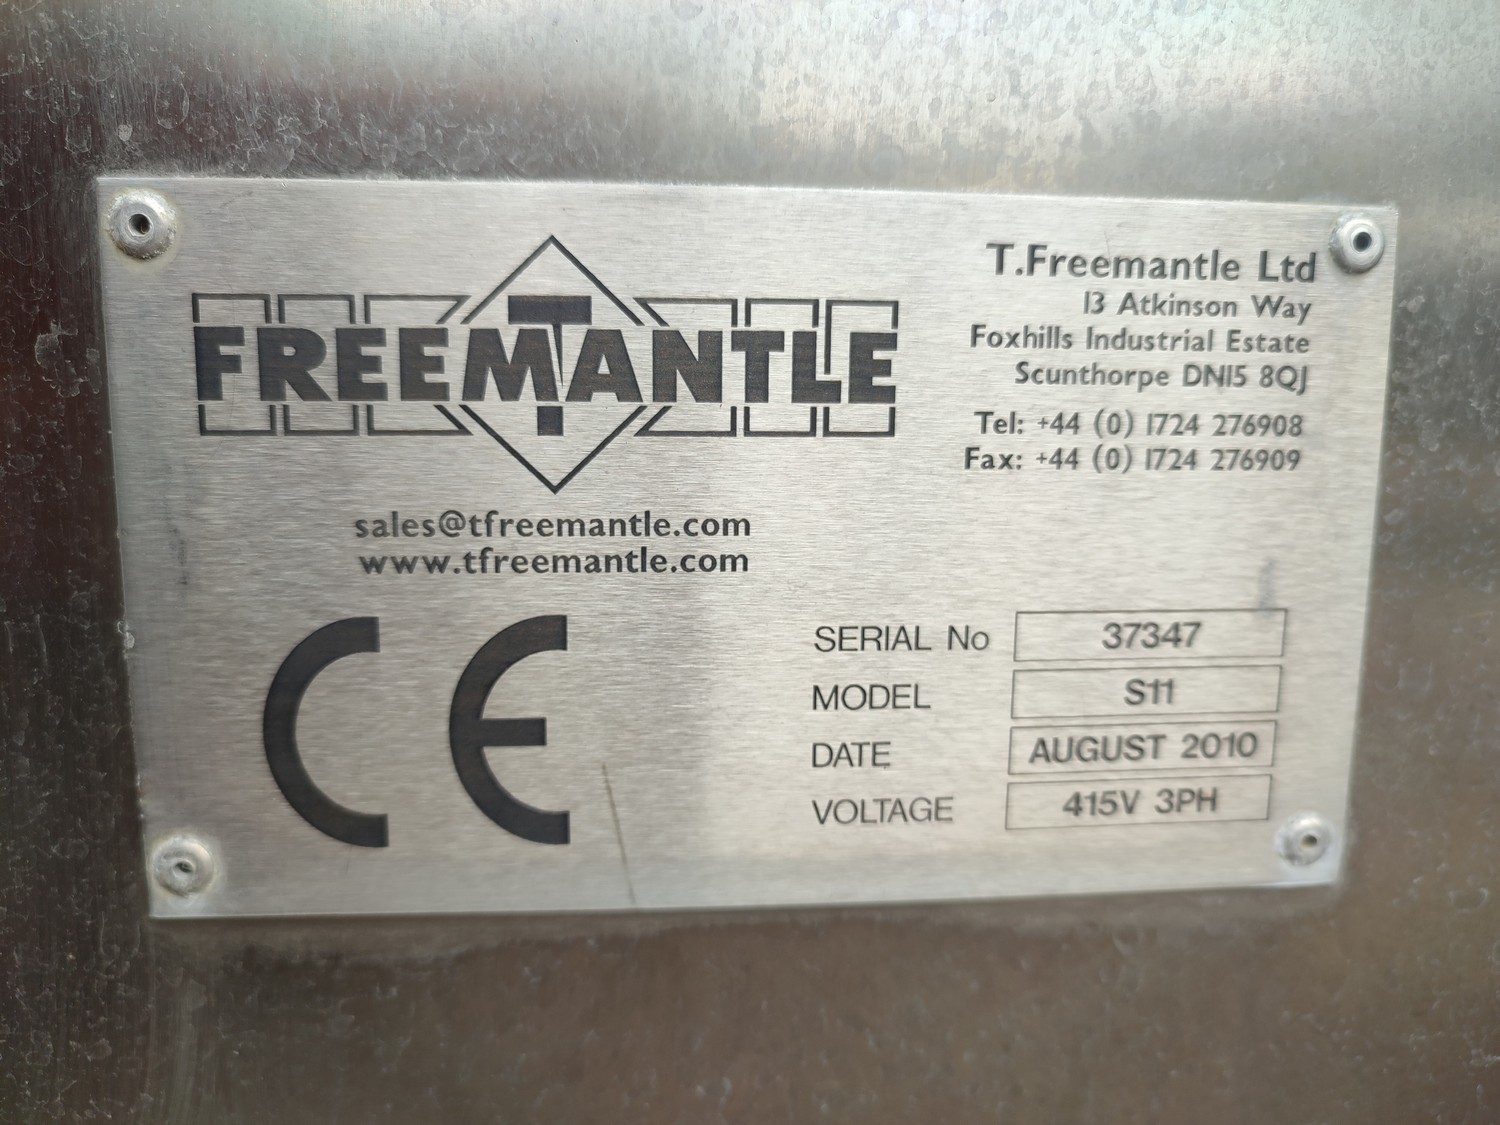 FREEMANTLE
T.Freemantle Ltd
13 Atkinson Way
Foxhills Industrial Estate
Scunthorpe DN15 8QJ
Tel: +44 (0) 1724 276908
Fax: +44 (0) 1724 276909
sales@tfreemantle.com
www.tfreemantle.com
CE
SERIAL No 37347
MODEL S11
DATE AUGUST 2010
VOLTAGE 415V 3PH